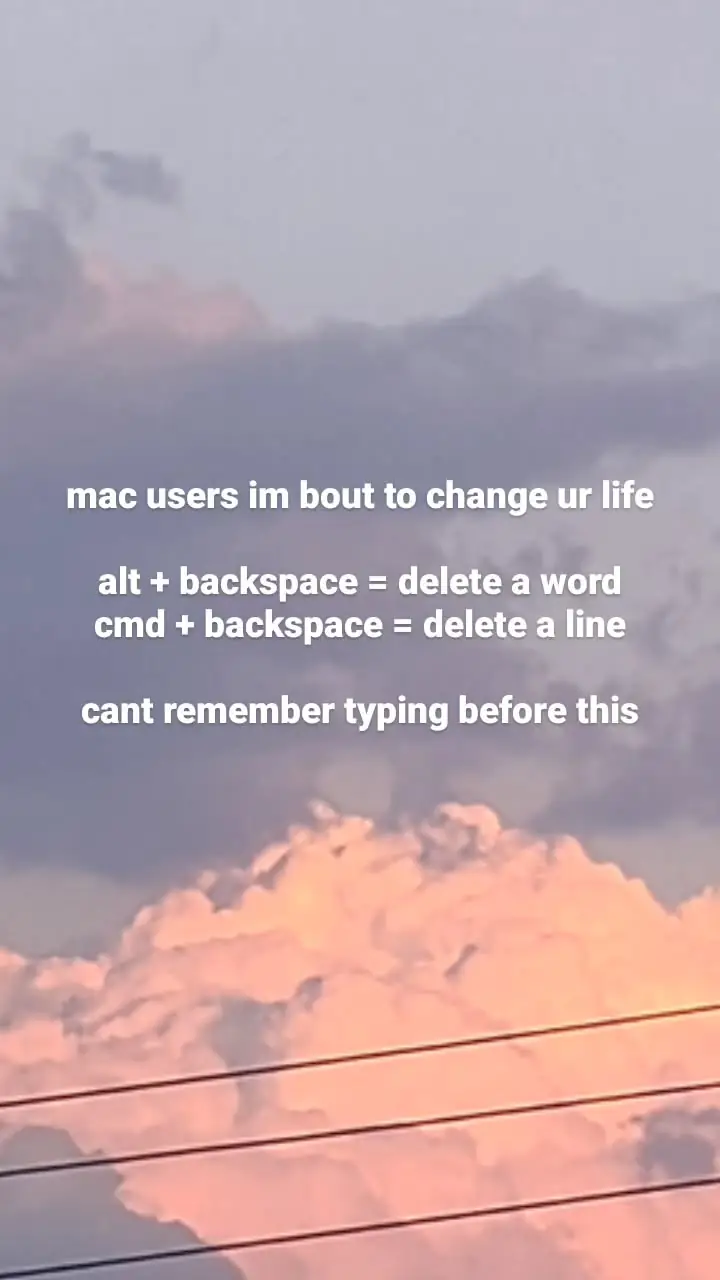 mac users im bout to change ur life
alt + backspace = delete a word
cmd + backspace = delete a line
cant remember typing before this